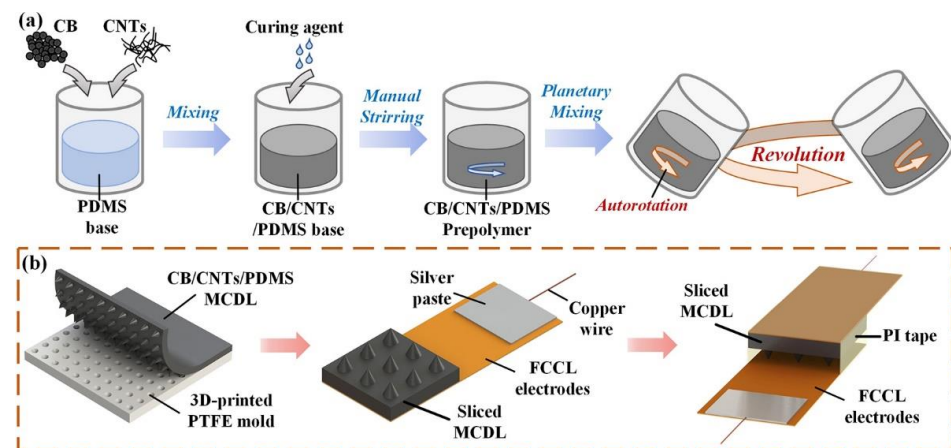 (a)
CB
CNTs
Curing agent
Mixing
Manual
Strirring
Planetary
Mixing
Revolution
Autorotation
PDMS
base
CB/CNTs
/PDMS base
CB/CNTs/PDMS
Prepolymer
(b)
CB/CNTs/PDMS
MCDL
3D-printed
PTFE mold
Silver
paste
Copper
wire
FCCL
electrodes
Sliced
MCDL
Sliced
MCDL
PI tape
FCCL
electrodes